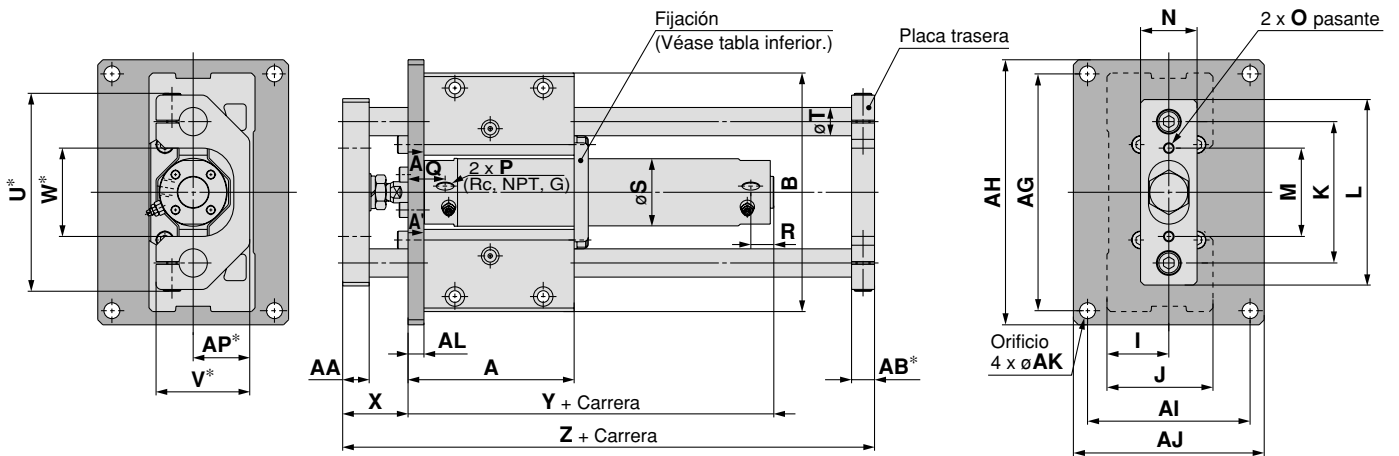 Fijación
(Véase tabla inferior.)
Placa trasera
N
2 x O pasante
U*
W*
AP*
V*
A
Q
2 x P
(Rc, NPT, G)
A'
øS
øT
B
R
AL
AA
A
AB*
X
Y + Carrera
Z + Carrera
AH
AG
M
K
L
Orificio
4 x øAK
I
J
AI
AJ